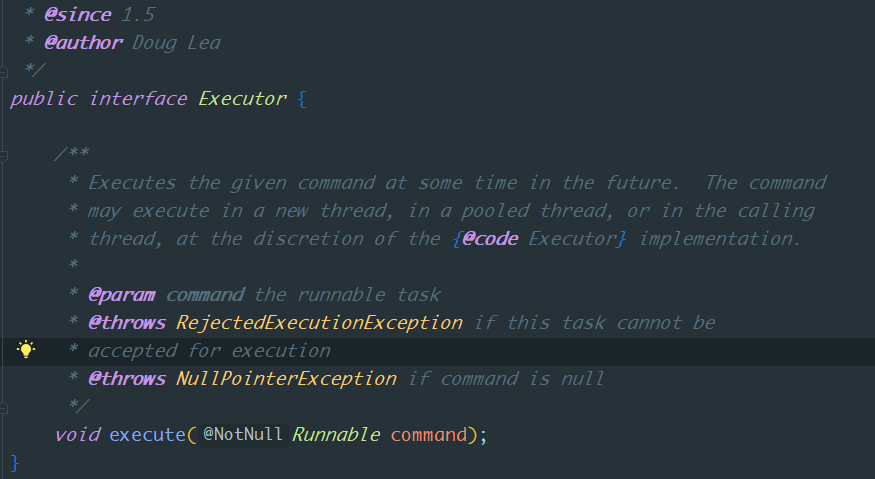 * @since 1.5
* @author Doug Lea
*/
public interface Executor {
/**
* Executes the given command at some time in the future.  The command
* may execute in a new thread, in a pooled thread, or in the calling
* thread, at the discretion of the {@code Executor} implementation.
*
* @param command the runnable task
* @throws RejectedExecutionException if this task cannot be
* accepted for execution
* @throws NullPointerException if command is null
*/
void execute( @NotNull Runnable command);
}